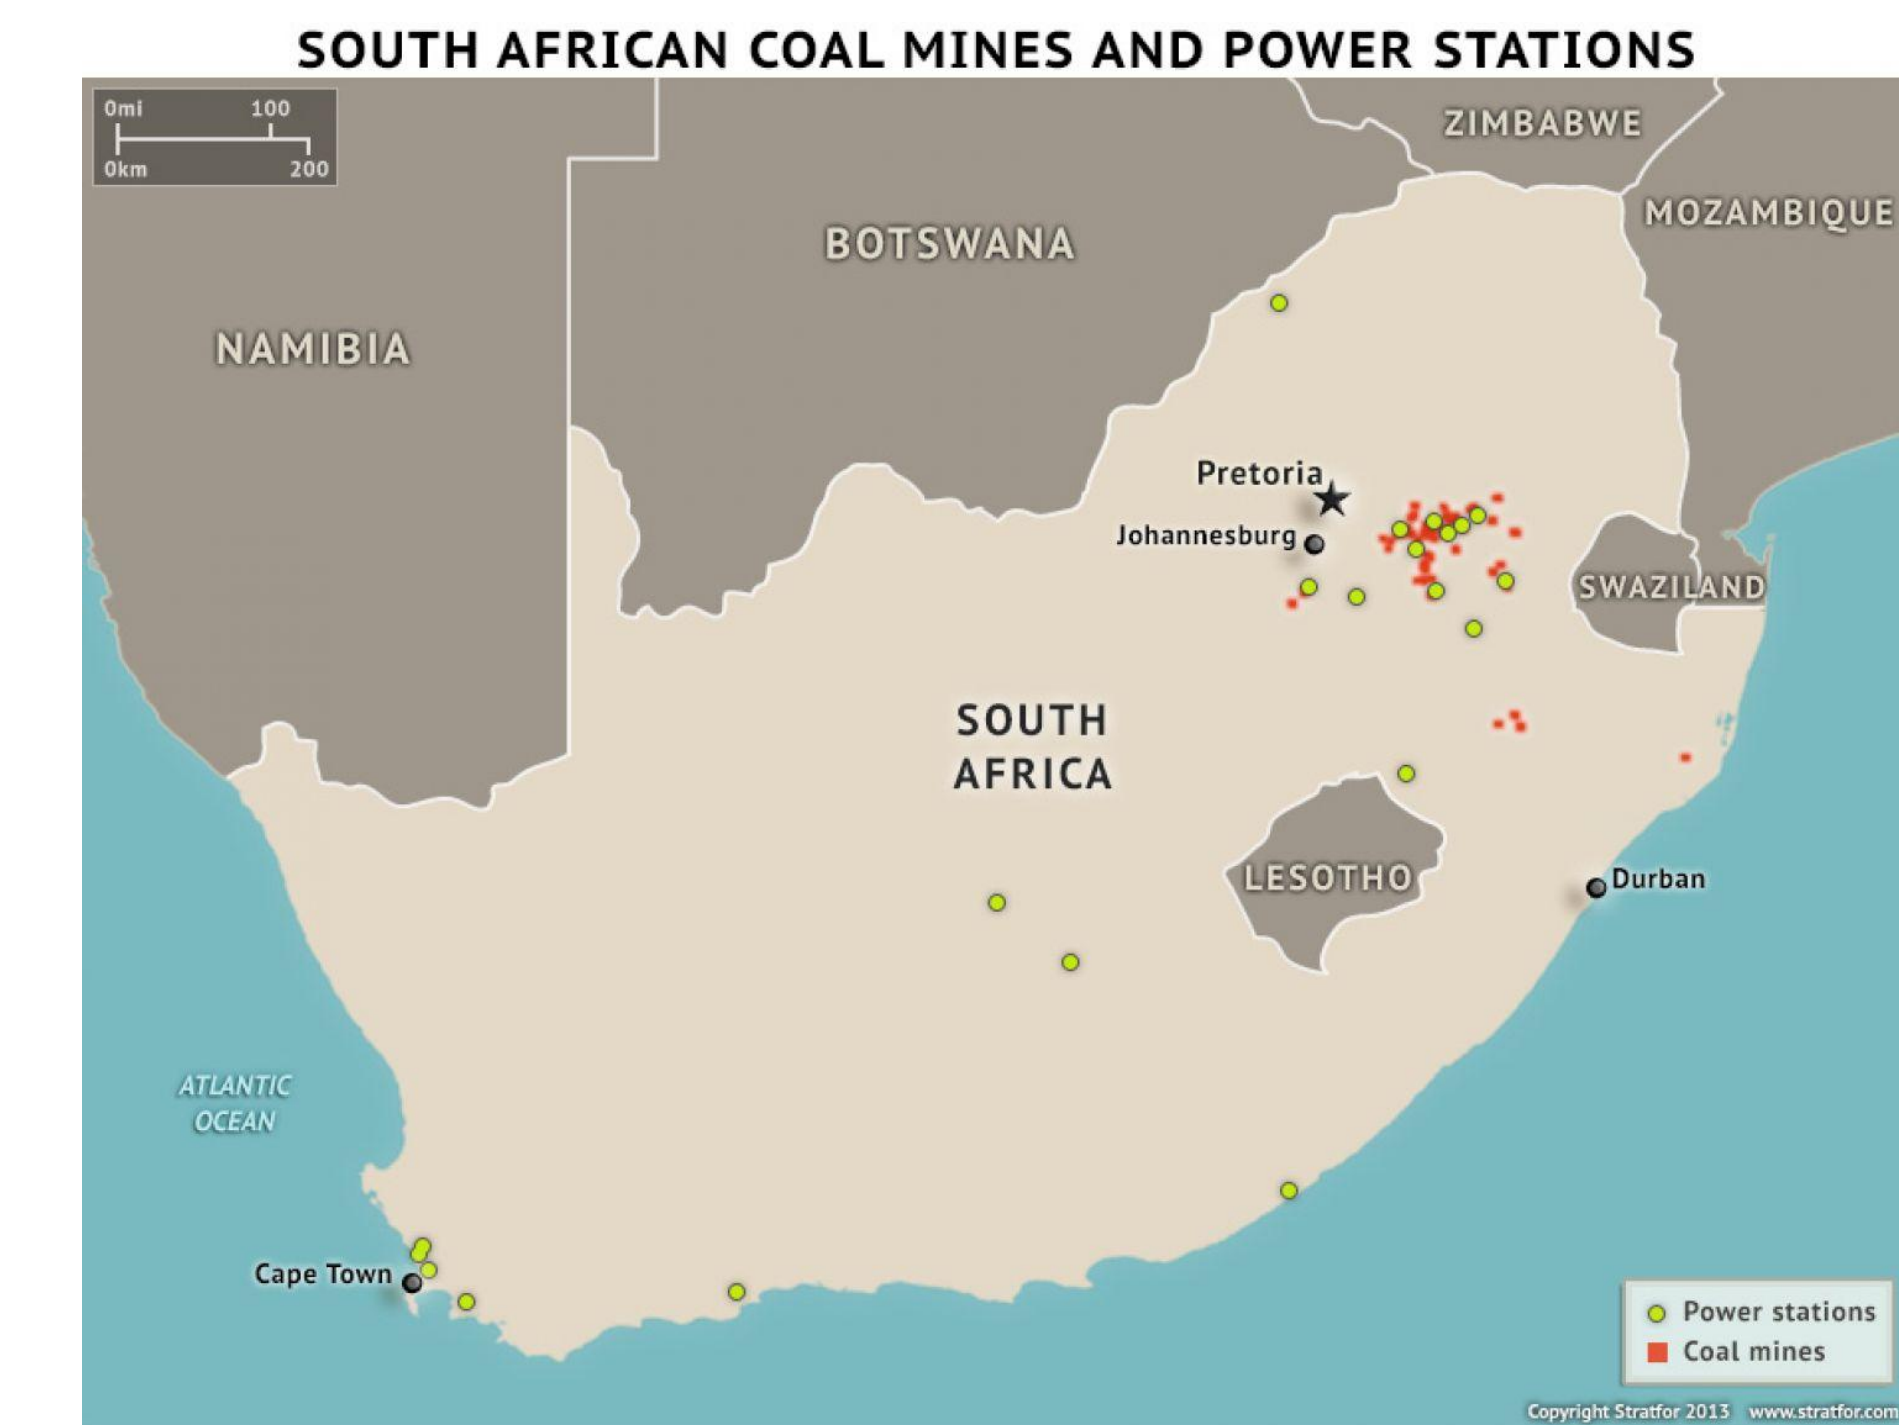 SOUTH AFRICAN COAL MINES AND POWER STATIONS
0mi 100
0km 200
ZIMBABWE
MOZAMBIQUE
BOTSWANA
NAMIBIA
Pretoria
Johannesburg
SWAZILAND
SOUTH
AFRICA
LESOTHO
Durban
ATLANTIC
OCEAN
Cape Town
Power stations
Coal mines
Copyright Stratfor 2013 www.stratfor.com